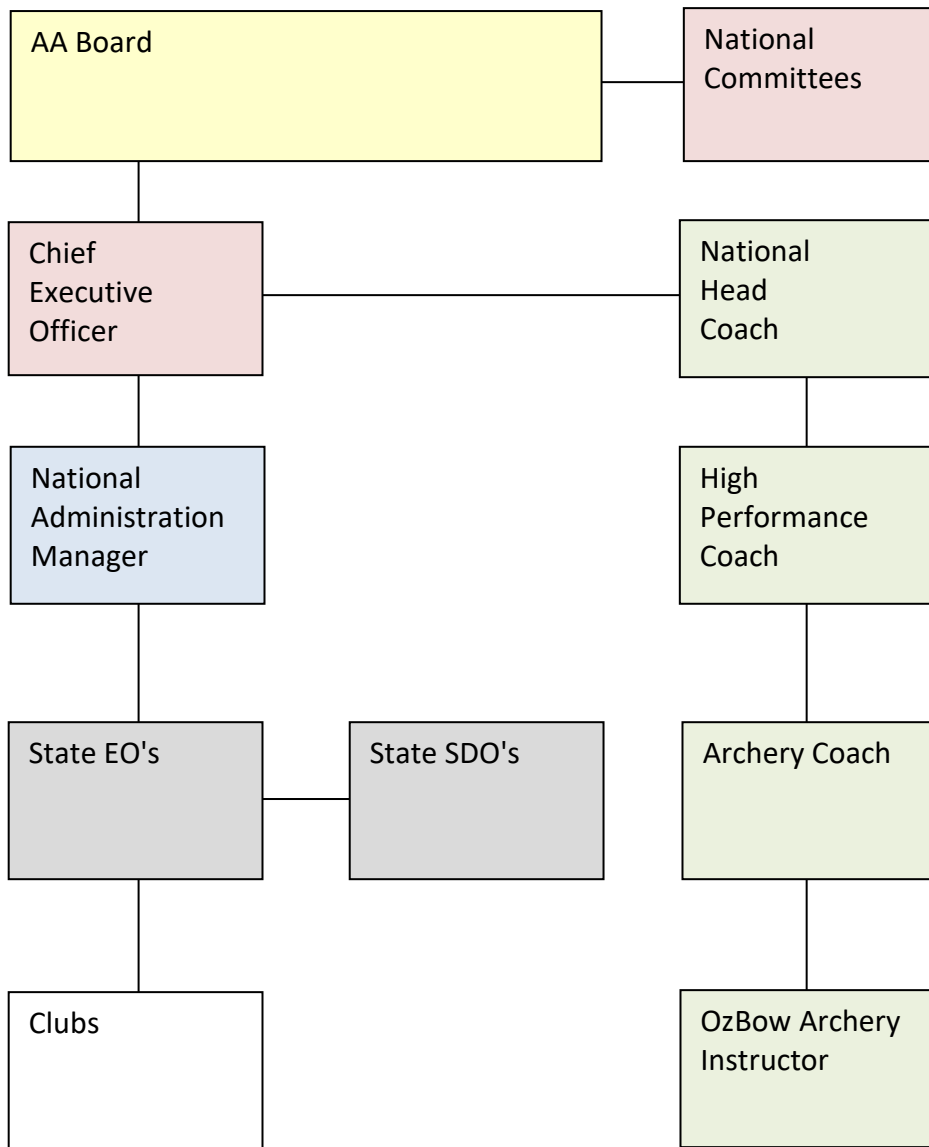 AA Board
National
Committees
Chief
Executive
Officer
National
Head
Coach
National
Administration
Manager
High
Performance
Coach
State EO's
State SDO's
Archery Coach
Clubs
OzBow Archery
Instructor